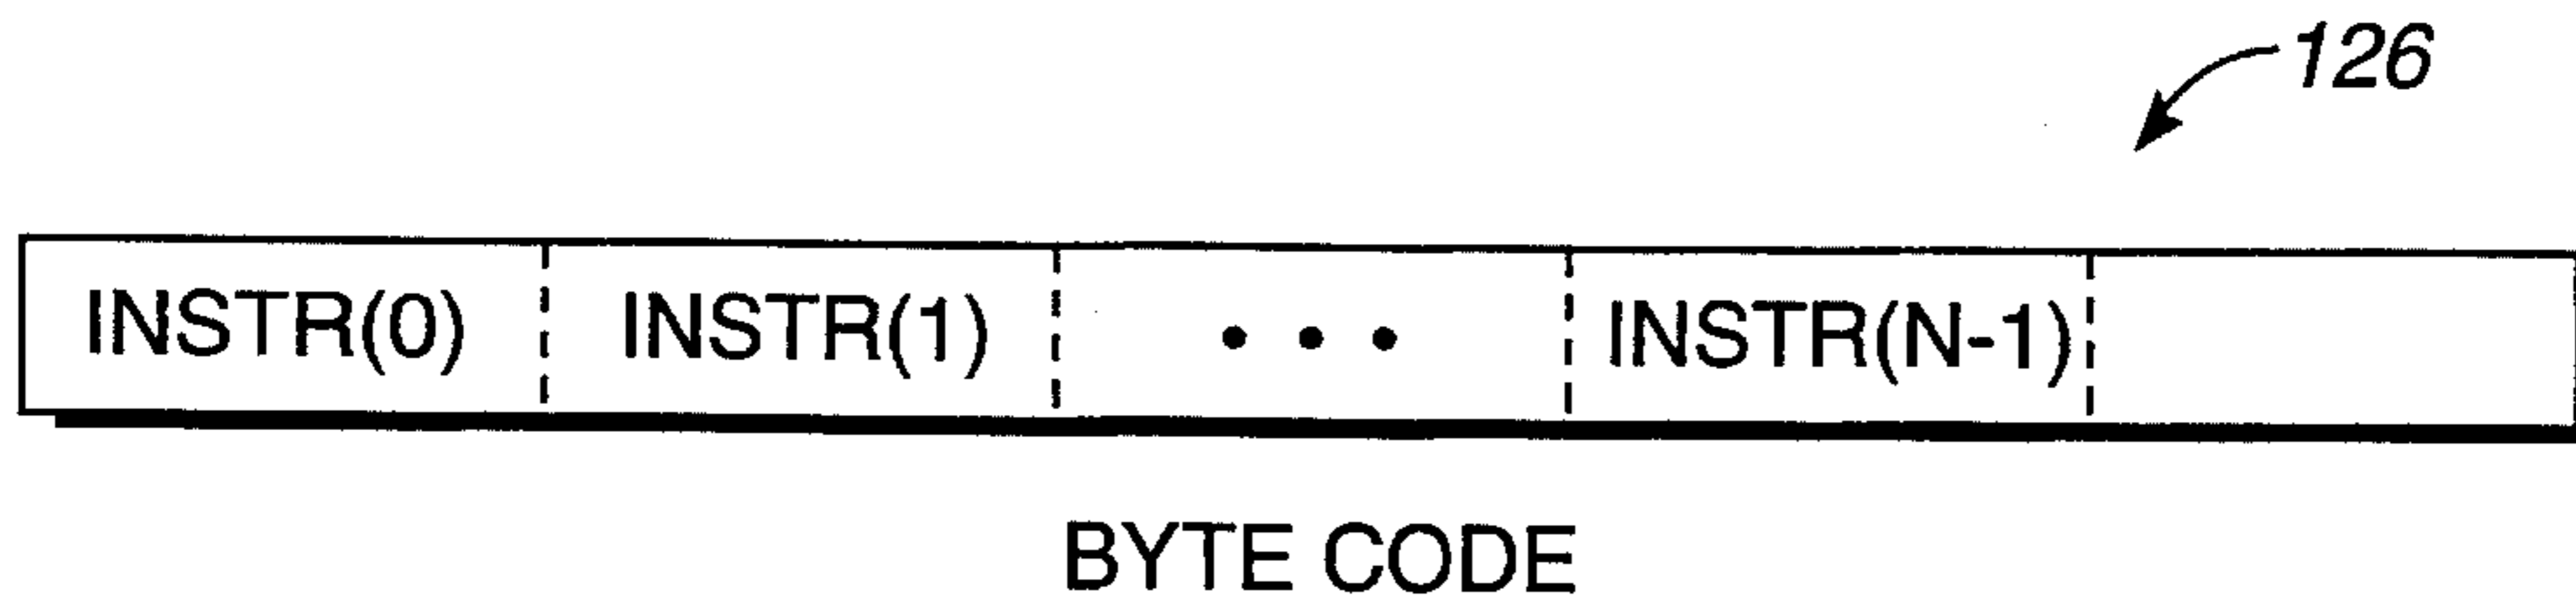 126
INSTR(0) INSTR(1) • • • INSTR(N-1)
BYTE CODE